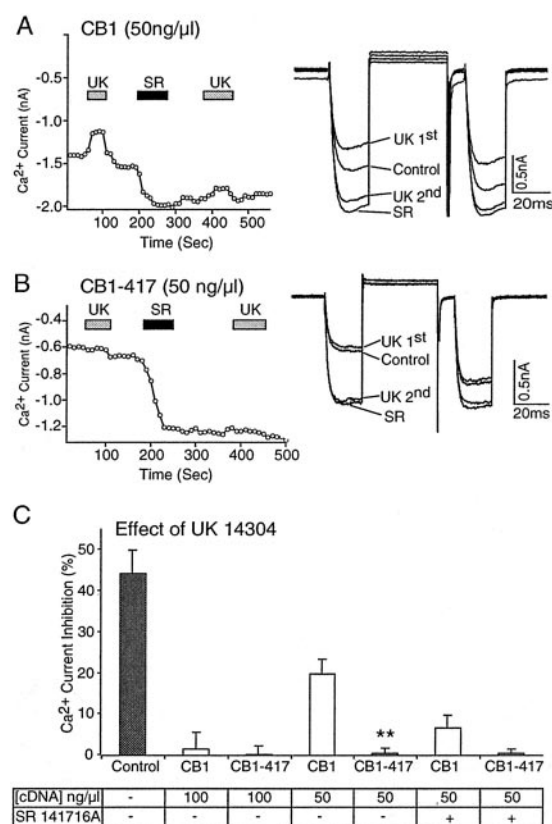 A
CB1 (50ng/µl)
UK
SR
UK
-0.5
-1.0
-1.5
-2.0
Ca2+ Current (nA)
0 100 200 300 400 500
Time (Sec)
UK 1st
Control
UK 2nd
SR
0.5nA
20ms
B
CB1-417 (50 ng/µl)
UK
SR
UK
-0.4
-0.6
-0.8
-1.0
-1.2
Ca2+ Current (nA)
0 100 200 300 400 500
Time (Sec)
UK 1st
Control
UK 2nd
SR
0.5nA
20ms
C
Effect of UK 14304
Ca2+ Current Inhibition (%)
50
40
30
20
10
0
**
Control CB1 CB1-417 CB1 CB1-417 CB1 CB1-417
[cDNA] ng/µl - 100 100 50 50 50 50
SR 141716A - - - - - + +